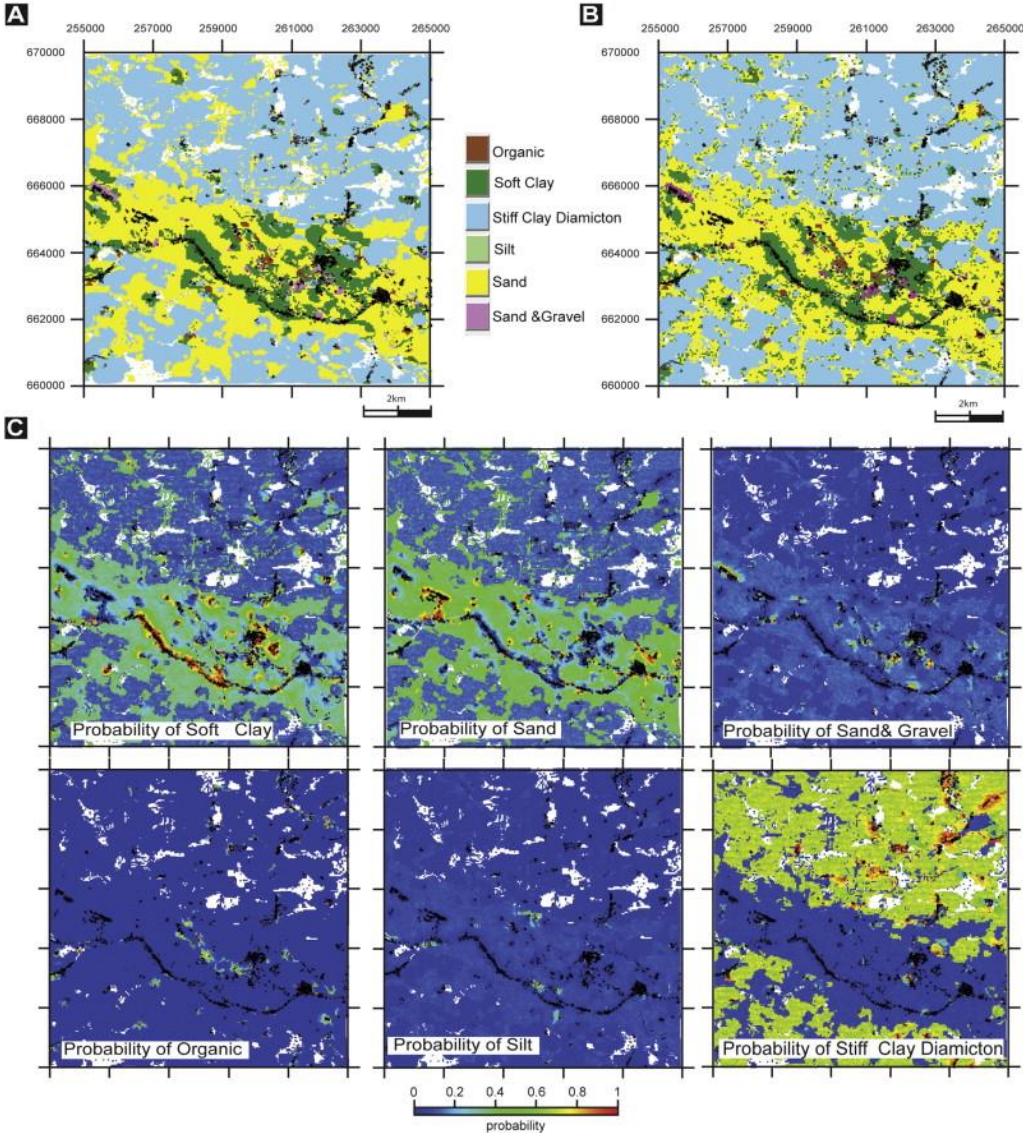 A
255000 257000 259000 261000 263000 265000
670000
668000
666000
664000
662000
660000
2km
Organic
Soft Clay
Stiff Clay Diamicton
Silt
Sand
Sand &Gravel
B
255000 257000 259000 261000 263000 265000
670000
668000
666000
664000
662000
660000
2km
C
Probability of Soft Clay
Probability of Sand
Probability of Sand& Gravel
Probability of Organic
Probability of Silt
Probability of Stiff Clay Diamicton
0 0.2 0.4 0.6 0.8 1
probability